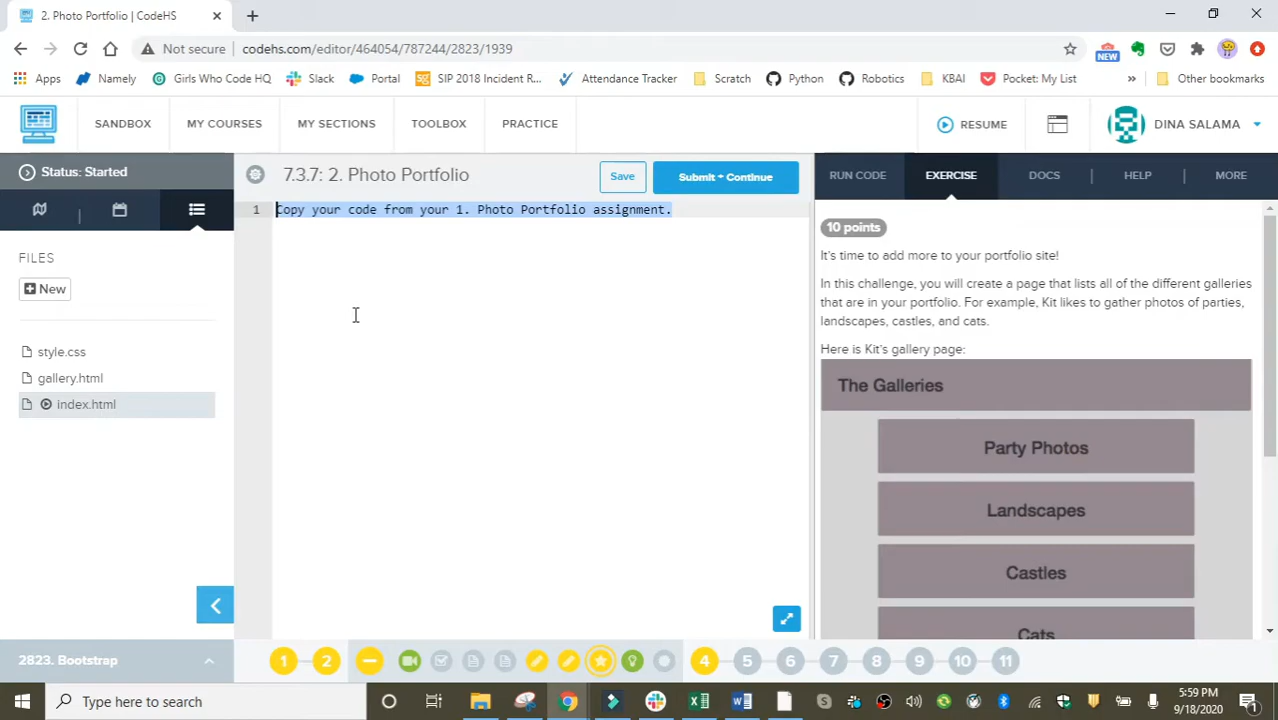 2. Photo Portfolio | CodeHS
Not secure | codehs.com/editor/464054/787244/2823/1939
NEW
Apps Namely Girls Who Code HQ Slack Portal SIP 2018 Incident R... Attendance Tracker Scratch Python Robotics KBAI Pocket: My List » Other bookmarks
SANDBOX MY COURSES MY SECTIONS TOOLBOX PRACTICE RESUME DINA SALAMA
Status: Started
7.3.7: 2. Photo Portfolio Save Submit + Continue
RUN CODE EXERCISE DOCS HELP MORE
FILES
New
style.css
gallery.html
index.html
1 Copy your code from your 1. Photo Portfolio assignment.
10 points
It's time to add more to your portfolio site!
In this challenge, you will create a page that lists all of the different galleries
that are in your portfolio. For example, Kit likes to gather photos of parties,
landscapes, castles, and cats.
Here is Kit's gallery page:
The Galleries
Party Photos
Landscapes
Castles
Cats
2823. Bootstrap 1 2 4 5 6 7 8 9 10 11
Type here to search
5:59 PM
9/18/2020
1